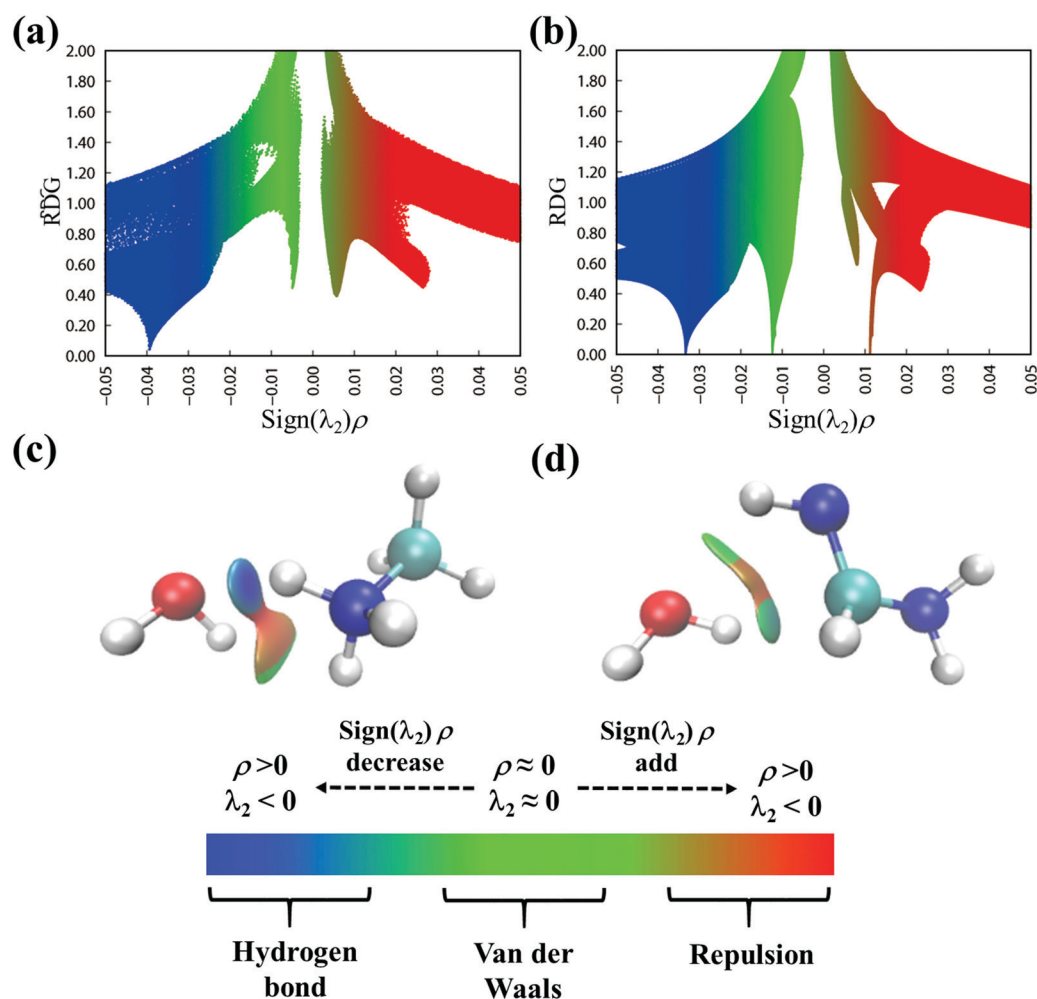 (a)
(b)
2.00
1.80
1.60
1.40
1.20
1.00
0.80
0.60
0.40
0.20
0.00
RDG
−0.05
−0.04
−0.03
−0.02
−0.01
0.00
0.01
0.02
0.03
0.04
0.05
Sign(λ₂)ρ
2.00
1.80
1.60
1.40
1.20
1.00
0.80
0.60
0.40
0.20
0.00
RDG
−0.05
−0.04
−0.03
−0.02
−0.01
0.00
0.01
0.02
0.03
0.04
0.05
Sign(λ₂)ρ
(c)
(d)
Sign(λ₂) ρ
decrease
Sign(λ₂) ρ
add
ρ >0
λ₂ < 0
ρ ≈ 0
λ₂ ≈ 0
ρ >0
λ₂ < 0
Hydrogen
bond
Van der
Waals
Repulsion